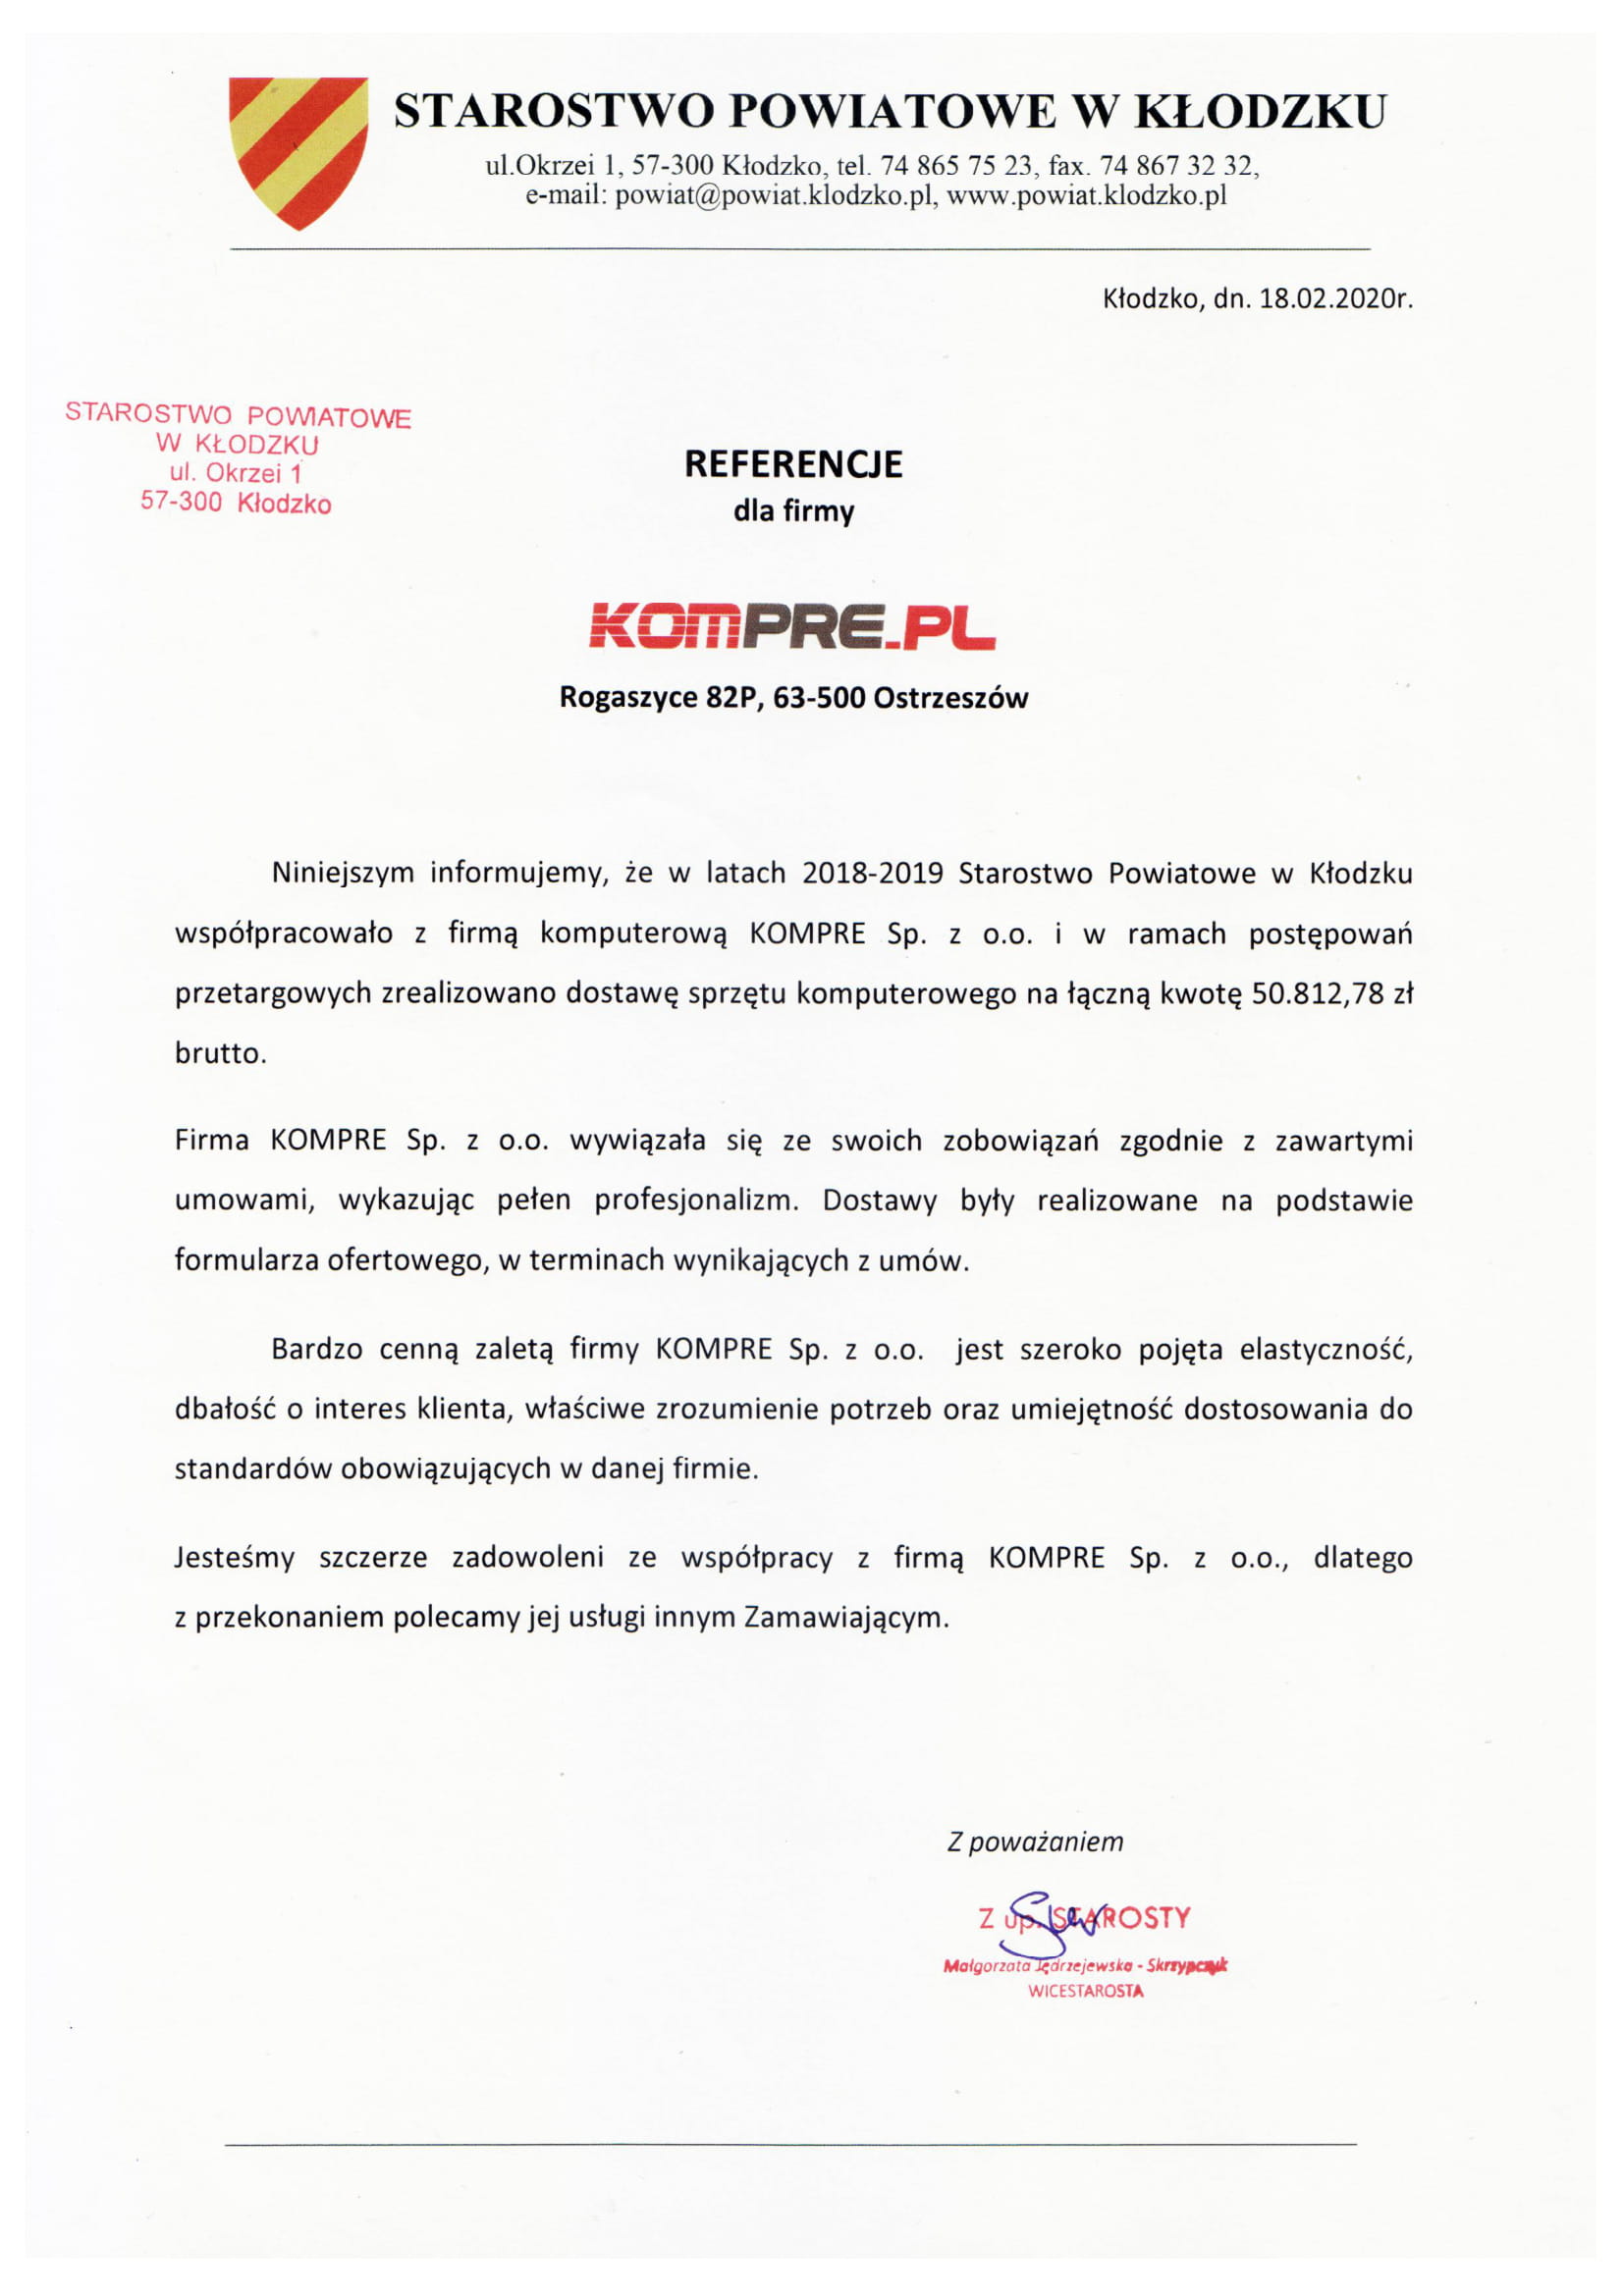 STAROSTWO POWIATOWE W KŁODZKU
ul.Okrzei 1, 57-300 Kłodzko, tel. 74 865 75 23, fax. 74 867 32 32,
e-mail: powiat@powiat.klodzko.pl, www.powiat.klodzko.pl
Kłodzko, dn. 18.02.2020r.
STAROSTWO POWIATOWE
W KŁODZKU
ul. Okrzei 1
57-300 Kłodzko
REFERENCJE
dla firmy
KOMPRE.PL
Rogaszyce 82P, 63-500 Ostrzeszów
Niniejszym informujemy, że w latach 2018-2019 Starostwo Powiatowe w Kłodzku
współpracowało z firmą komputerową KOMPRE Sp. z o.o. i w ramach postępowań
przetargowych zrealizowano dostawę sprzętu komputerowego na łączną kwotę 50.812,78 zł
brutto.
Firma KOMPRE Sp. z o.o. wywiązała się ze swoich zobowiązań zgodnie z zawartymi
umowami, wykazując pełen profesjonalizm. Dostawy były realizowane na podstawie
formularza ofertowego, w terminach wynikających z umów.
Bardzo cenną zaletą firmy KOMPRE Sp. z o.o. jest szeroko pojęta elastyczność,
dbałość o interes klienta, właściwe zrozumienie potrzeb oraz umiejętność dostosowania do
standardów obowiązujących w danej firmie.
Jesteśmy szczerze zadowoleni ze współpracy z firmą KOMPRE Sp. z o.o., dlatego
z przekonaniem polecamy jej usługi innym Zamawiającym.
Z poważaniem
Z up. STAROSTY
Małgorzata Jędrzejewska - Skrzypczyk
WICESTAROSTA